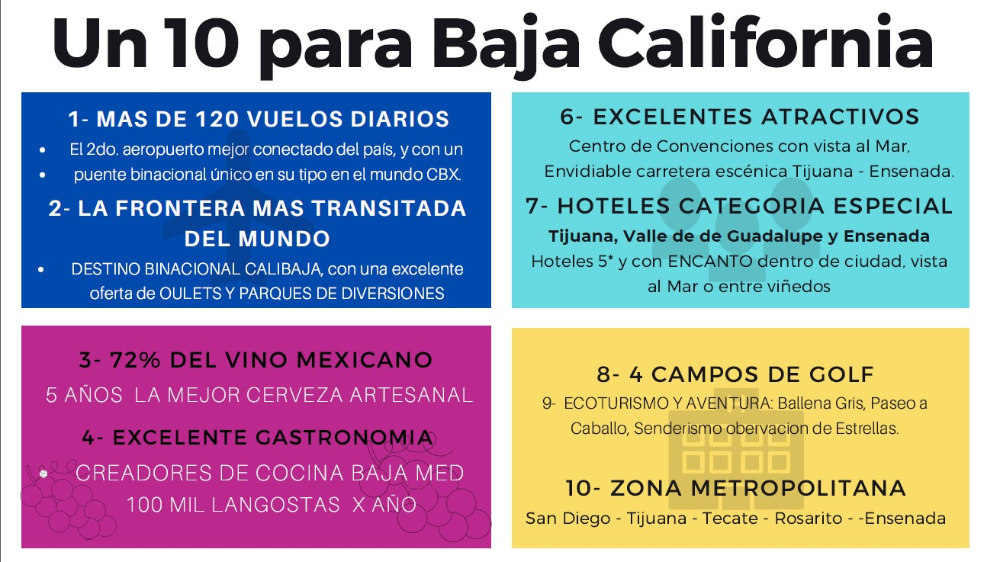 Un 10 para Baja California
1- MAS DE 120 VUELOS DIARIOS
• El 2do. aeropuerto mejor conectado del país, y con un
• puente binacional único en su tipo en el mundo CBX.
2- LA FRONTERA MAS TRANSITADA
DEL MUNDO
• DESTINO BINACIONAL CALIBAJA, con una excelente
oferta de OULETS Y PARQUES DE DIVERSIONES
3- 72% DEL VINO MEXICANO
5 AÑOS LA MEJOR CERVEZA ARTESANAL
4- EXCELENTE GASTRONOMIA
• CREADORES DE COCINA BAJA MED
100 MIL LANGOSTAS X AÑO
6- EXCELENTES ATRACTIVOS
Centro de Convenciones con vista al Mar,
Envidiable carretera escénica Tijuana - Ensenada.
7- HOTELES CATEGORIA ESPECIAL
Tijuana, Valle de de Guadalupe y Ensenada
Hoteles 5* y con ENCANTO dentro de ciudad, vista
al Mar o entre viñedos
8- 4 CAMPOS DE GOLF
9- ECOTURISMO Y AVENTURA: Ballena Gris, Paseo a
Caballo, Senderismo obervacion de Estrellas.
10- ZONA METROPOLITANA
San Diego - Tijuana - Tecate - Rosarito - -Ensenada